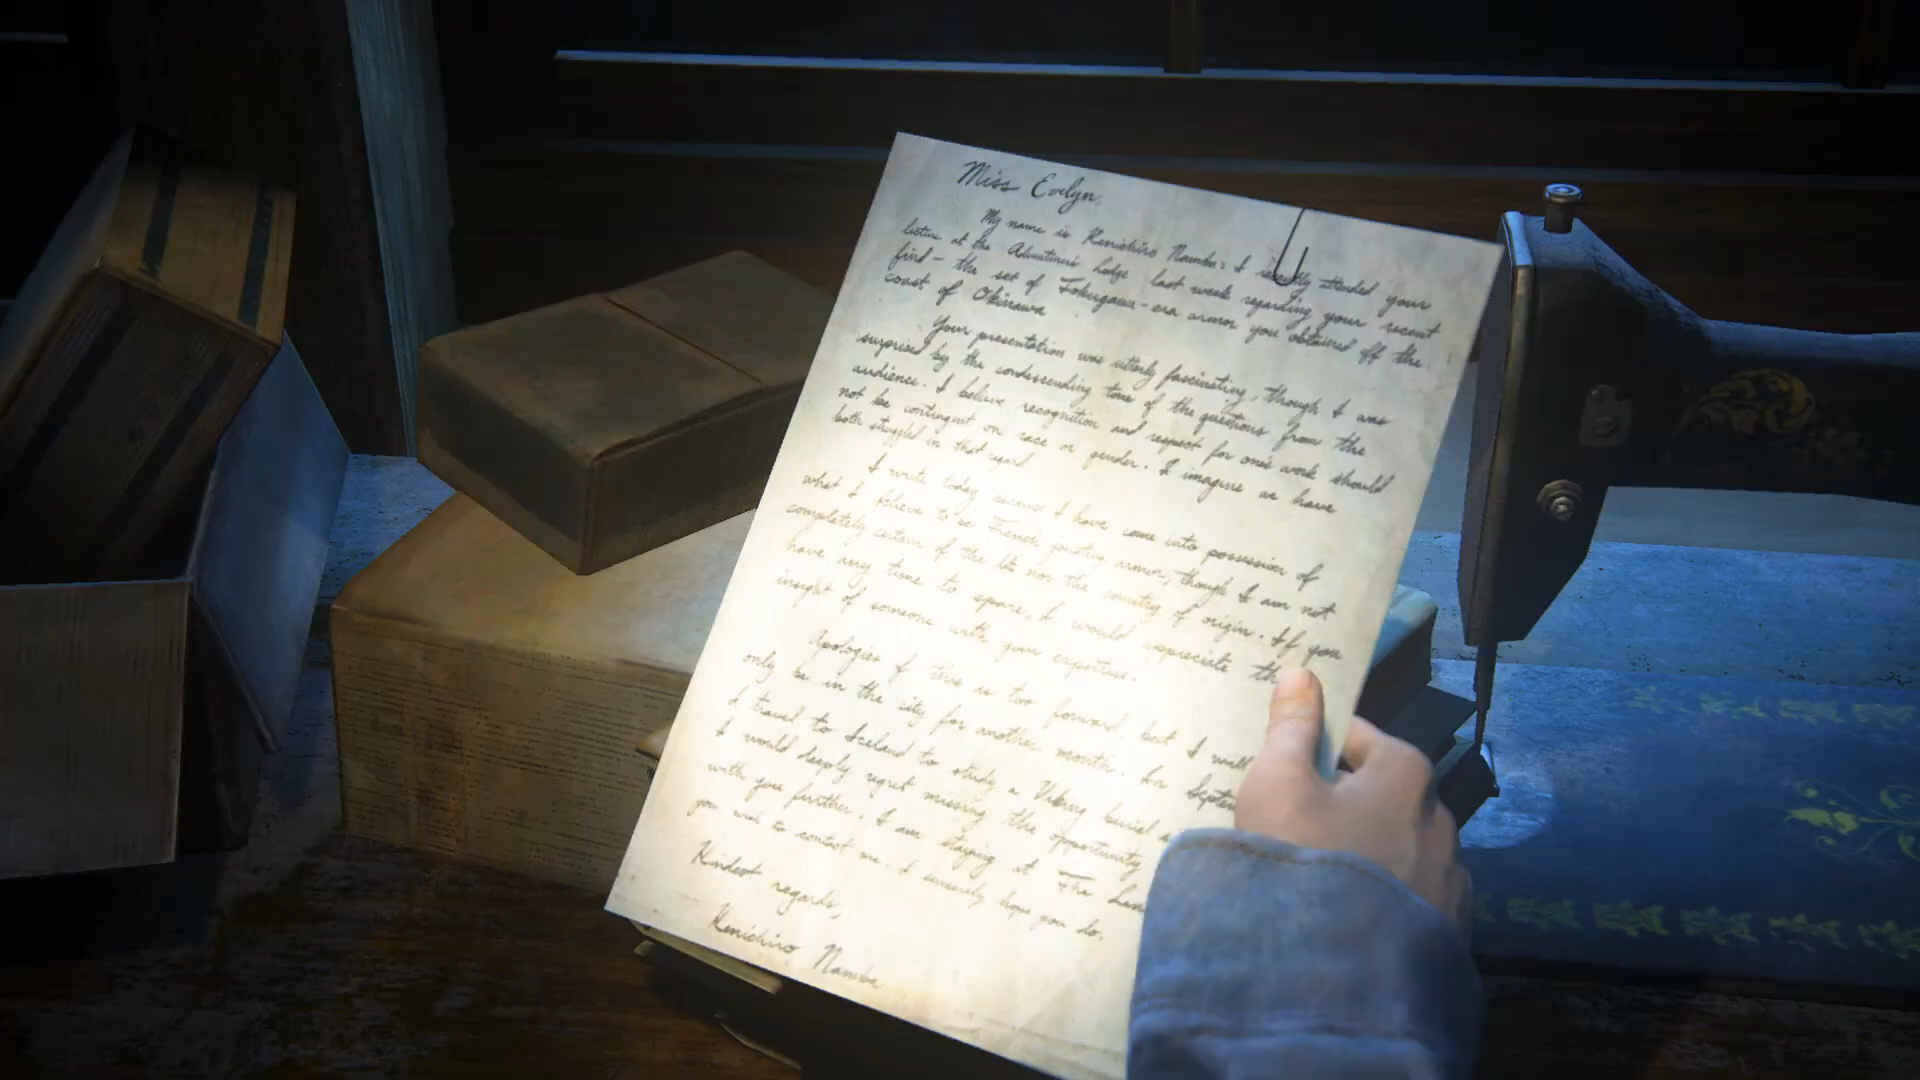 Miss Evelyn,
My name is Kenichiro Namba. I recently attended your
lecture at the Adventurer's Lodge last week regarding your recent
find - the set of Tokugawa-era armor you obtained off the
coast of Okinawa
Your presentation was utterly fascinating, though I was
surprised by the condescending tone of the questions from the
audience. I believe recognition and respect for one's work should
not be contingent on race or gender. I imagine we have
both struggled in that regard
I write today because I have come into possession of
what I believe to be French jousting armor, though I am not
completely certain of the date nor the country of origin. If you
have any time to spare, I would appreciate th
insight of someone with your expertise.
Apologies if this is too forward, but I will
only be in the city for another month. In Septe
I travel to Iceland to study a Viking burial
I would deeply regret missing the opportunity
with you further. I am staying at The
you wish to contact me. I sincerely hope you do.
Kindest regards,
Kenichiro Namba